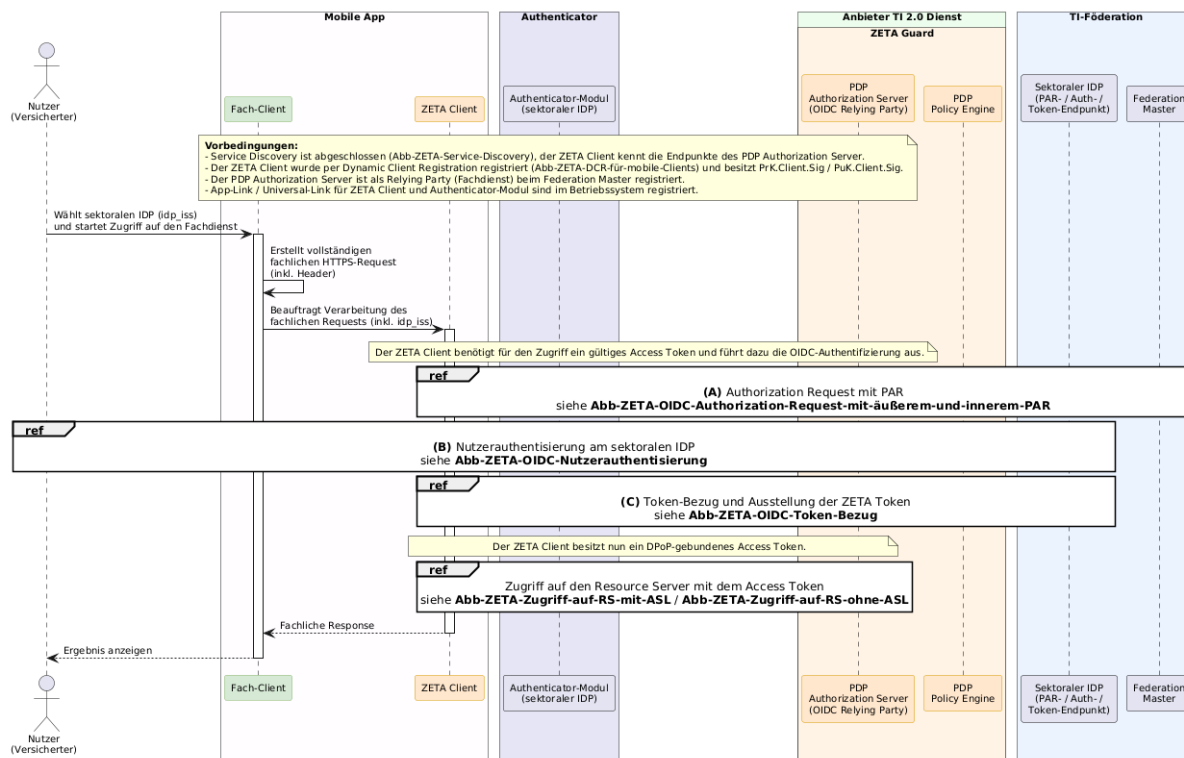 Mobile App
Authenticator
Anbieter TI 2.0 Dienst
TI-Föderation
ZETA Guard
Nutzer
(Versicherter)
Fach-Client
ZETA Client
Authenticator-Modul
(sektoraler IDP)
PDP
Authorization Server
(OIDC Relying Party)
PDP
Policy Engine
Sektoraler IDP
(PAR- / Auth- /
Token-Endpunkt)
Federation
Master
Vorbedingungen:
- Service Discovery ist abgeschlossen (Abb-ZETA-Service-Discovery), der ZETA Client kennt die Endpunkte des PDP Authorization Server.
- Der ZETA Client wurde per Dynamic Client Registration registriert (Abb-ZETA-DCR-für-mobile-Clients) und besitzt PrK.Client.Sig / PuK.Client.Sig.
- Der PDP Authorization Server ist als Relying Party (Fachdienst) beim Federation Master registriert.
- App-Link / Universal-Link für ZETA Client und Authenticator-Modul sind im Betriebssystem registriert.
Wählt sektoralen IDP (idp_iss)
und startet Zugriff auf den Fachdienst
Erstellt vollständigen
fachlichen HTTPS-Request
(inkl. Header)
Beauftragt Verarbeitung des
fachlichen Requests (inkl. idp_iss)
Der ZETA Client benötigt für den Zugriff ein gültiges Access Token und führt dazu die OIDC-Authentifizierung aus.
ref
(A) Authorization Request mit PAR
siehe Abb-ZETA-OIDC-Authorization-Request-mit-äußerem-und-innerem-PAR
ref
(B) Nutzerauthentisierung am sektoralen IDP
siehe Abb-ZETA-OIDC-Nutzerauthentisierung
ref
(C) Token-Bezug und Ausstellung der ZETA Token
siehe Abb-ZETA-OIDC-Token-Bezug
Der ZETA Client besitzt nun ein DPoP-gebundenes Access Token.
ref
Zugriff auf den Resource Server mit dem Access Token
siehe Abb-ZETA-Zugriff-auf-RS-mit-ASL / Abb-ZETA-Zugriff-auf-RS-ohne-ASL
Fachliche Response
Ergebnis anzeigen
Nutzer
(Versicherter)
Fach-Client
ZETA Client
Authenticator-Modul
(sektoraler IDP)
PDP
Authorization Server
(OIDC Relying Party)
PDP
Policy Engine
Sektoraler IDP
(PAR- / Auth- /
Token-Endpunkt)
Federation
Master